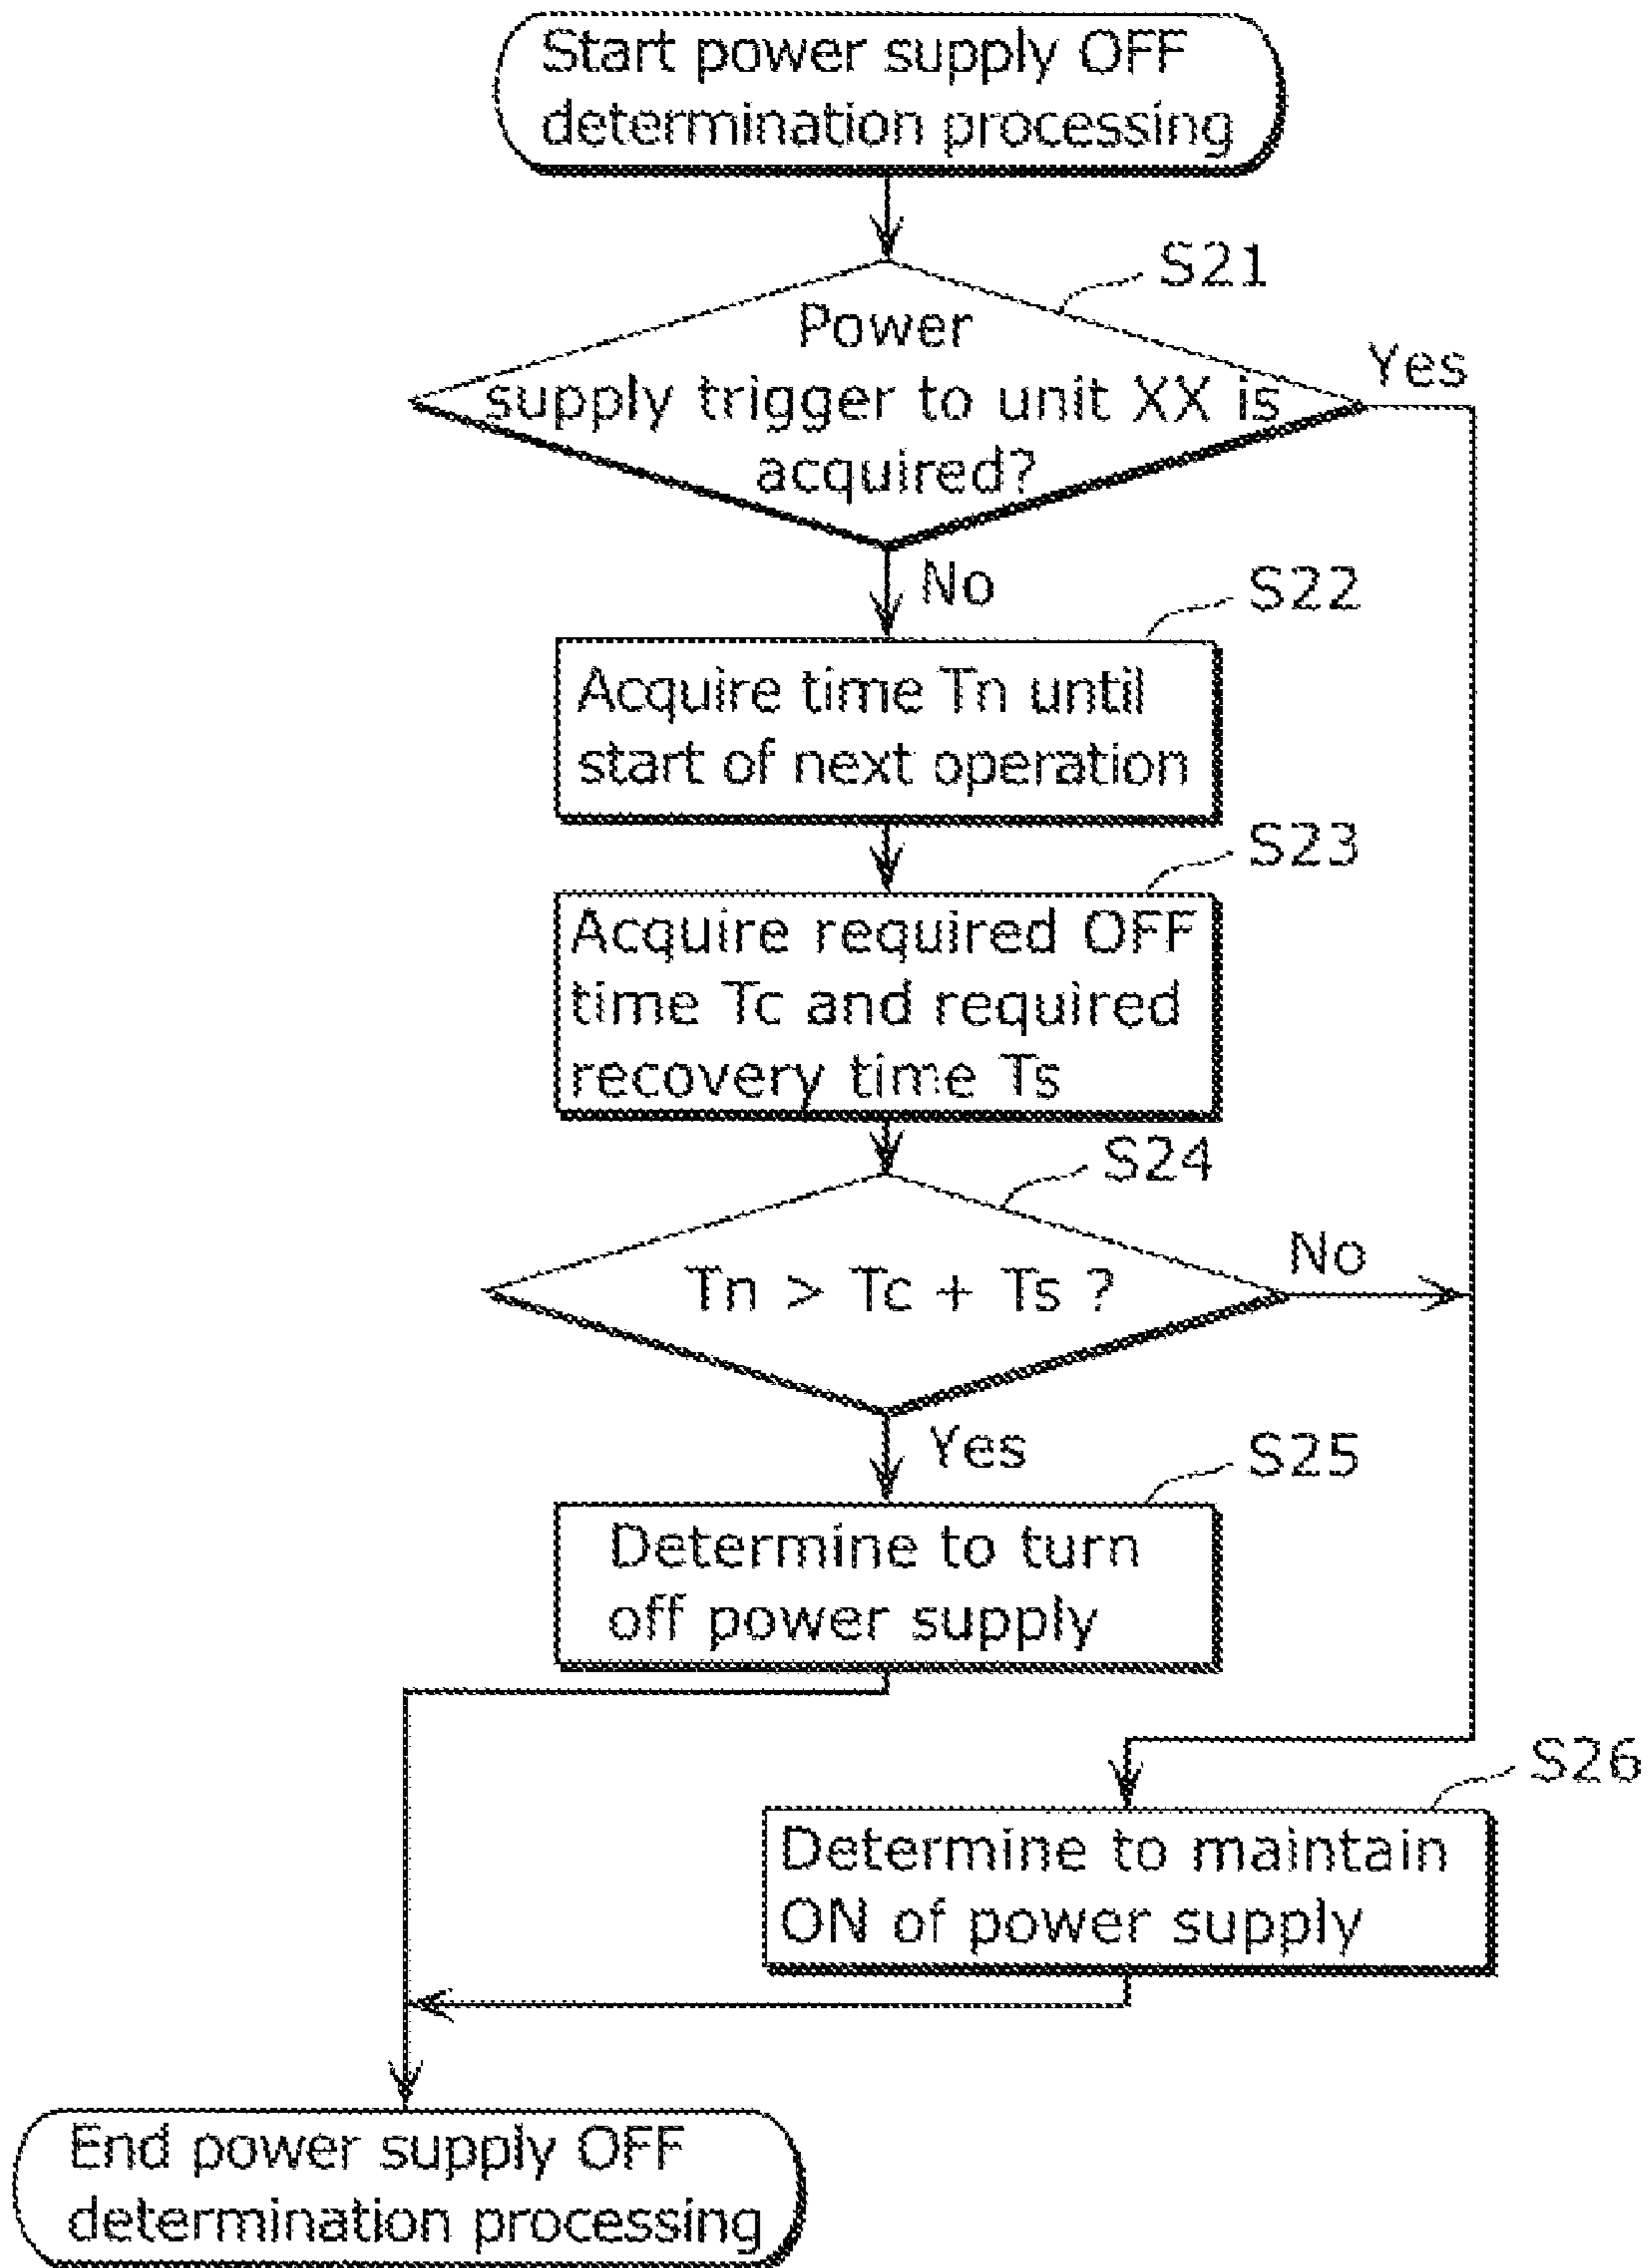 Start power supply OFF
determination processing
S21
Power
supply trigger to unit XX is
acquired?
Yes
No
S22
Acquire time Tn until
start of next operation
S23
Acquire required OFF
time Tc and required
recovery time Ts
S24
Tn > Tc + Ts ?
No
Yes
S25
Determine to turn
off power supply
S26
Determine to maintain
ON of power supply
End power supply OFF
determination processing